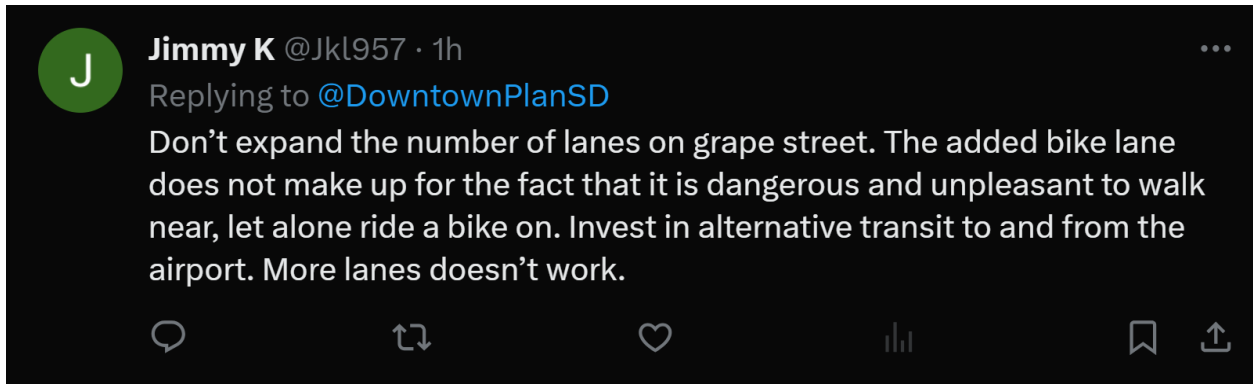 J
Jimmy K @Jkl957 · 1h
Replying to @DowntownPlanSD
Don’t expand the number of lanes on grape street. The added bike lane
does not make up for the fact that it is dangerous and unpleasant to walk
near, let alone ride a bike on. Invest in alternative transit to and from the
airport. More lanes doesn’t work.